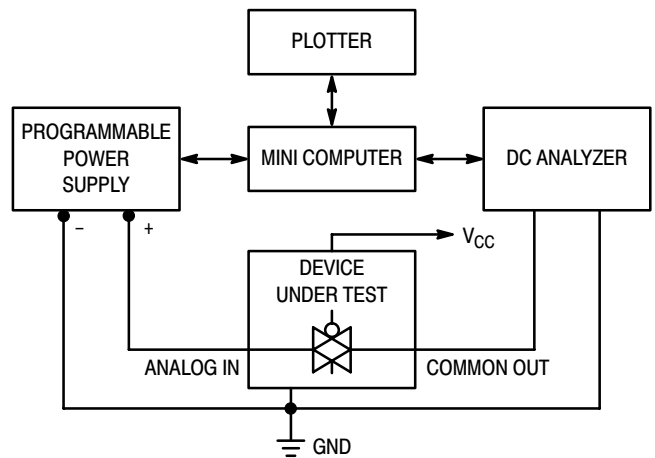 PLOTTER
PROGRAMMABLE
POWER
SUPPLY
MINI COMPUTER
DC ANALYZER
– +
VCC
DEVICE
UNDER TEST
ANALOG IN
COMMON OUT
GND